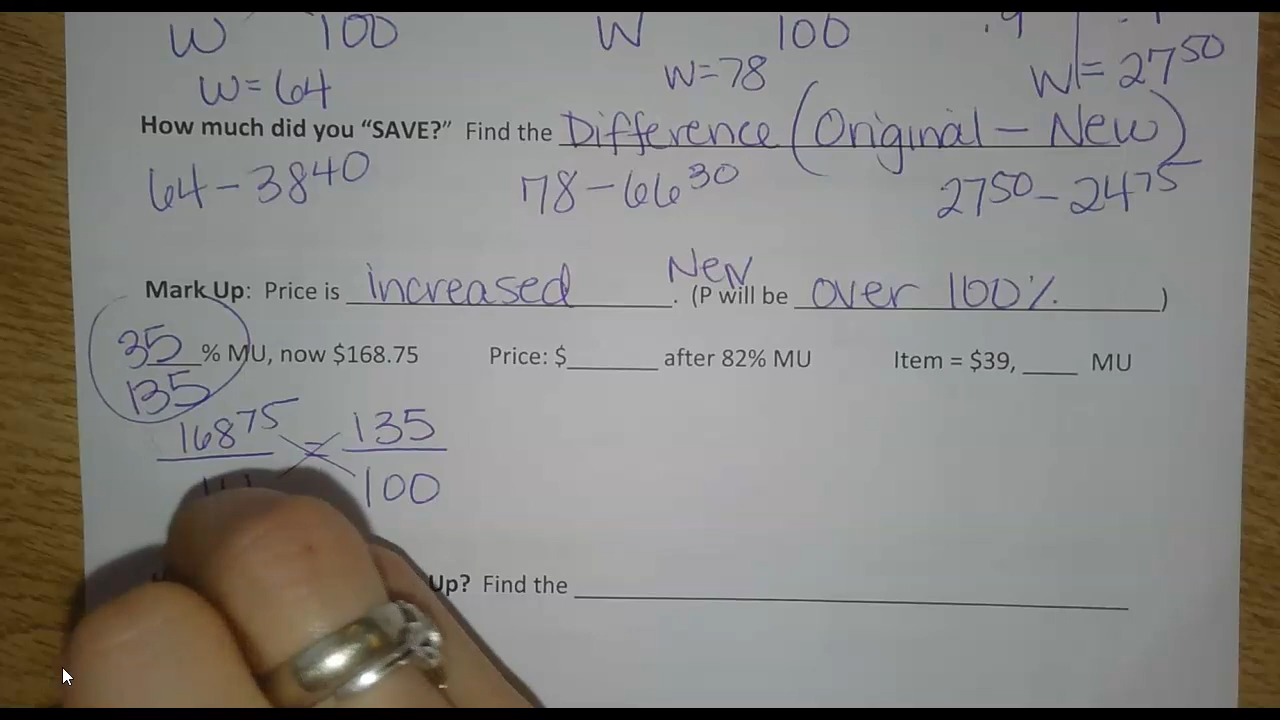 W 100 W 100 .9
W=64 W=78 W=27 50
How much did you “SAVE?” Find the Difference (Original - New)
64-38 40 78-66 30 27 50 - 24 75
Mark Up: Price is increased. New (P will be over 100%)
35 % MU, now $168.75 Price: $______ after 82% MU Item = $39, ____ MU
135
168 75 = 135
100
Up? Find the ______